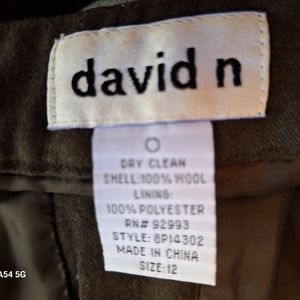 david n
DRY CLEAN
SHELL:100% WOOL
LINING:
100% POLYESTER
RN# 92993
STYLE: 8P14302
MADE IN CHINA
SIZE:12
A54 5G